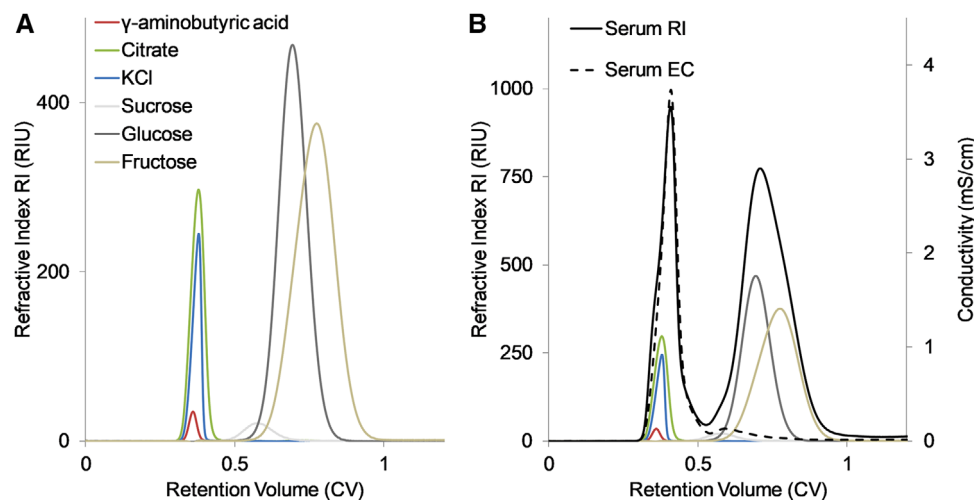 A
γ-aminobutyric acid
Citrate
KCl
Sucrose
Glucose
Fructose
400
200
0
Refractive Index RI (RIU)
0
0.5
1
Retention Volume (CV)
B
Serum RI
Serum EC
1000
750
500
250
0
Refractive Index RI (RIU)
4
3
2
1
0
Conductivity (mS/cm)
0
0.5
1
Retention Volume (CV)